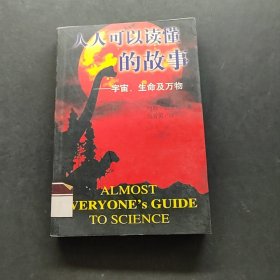 人人可以读懂
的故事
——宇宙、生命及万物
ALMOST
VERYONE's GUIDE
TO SCIENCE